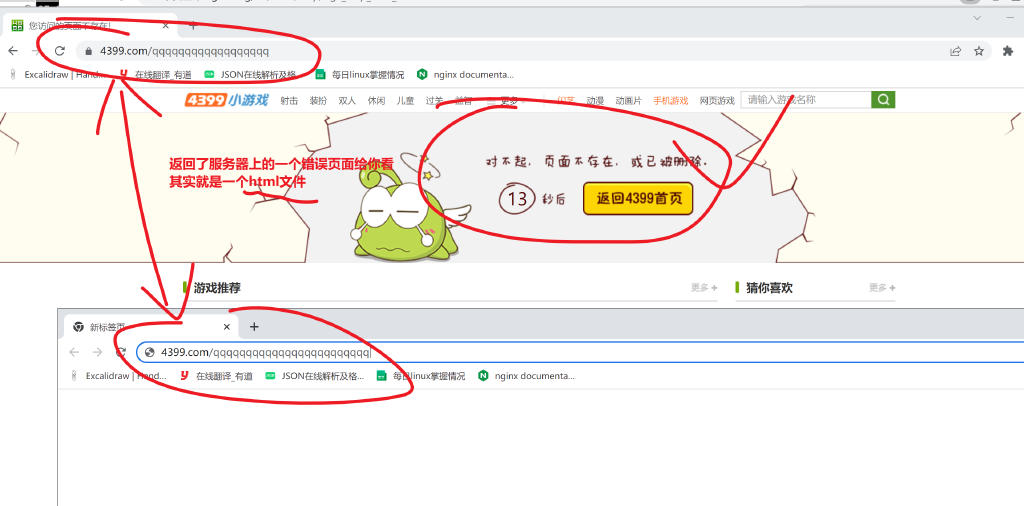 您访问的页面不存在!
4399.com/qqqqqqqqqqqqqqqqqq
Excalidraw | Hand... 在线翻译_有道 JSON在线解析及格... 每日linux掌握情况 nginx documenta...
4399小游戏 射击 装扮 双人 休闲 儿童 过关 更多 动漫 动画片 手机游戏 网页游戏 请输入游戏名称
对不起,页面不存在,或已被删除.
返回了服务器上的一个错误页面给你看
其实就是一个html文件
13 秒后 返回4399首页
游戏推荐 更多 猜你喜欢 更多
新标签页
4399.com/qqqqqqqqqqqqqqqqqqqqqqqq
Excalidraw | Hand... 在线翻译_有道 JSON在线解析及格... 每日linux掌握情况 nginx documenta...